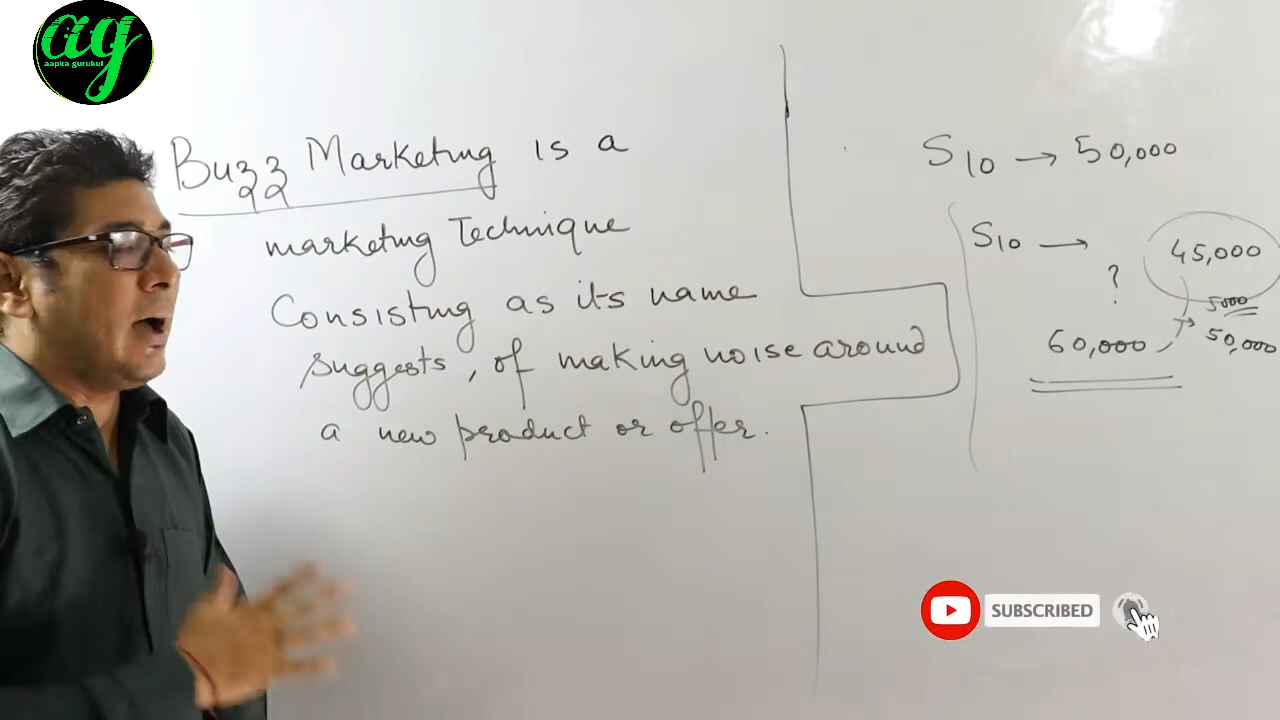 ag
aapka gurukul
Buzz Marketing is a
marketing Technique
Consisting as its name
suggests, of making noise around
a new product or offer.
S10 → 50,000
S10 →
45,000
?
5000
60,000 → 50,000
SUBSCRIBED